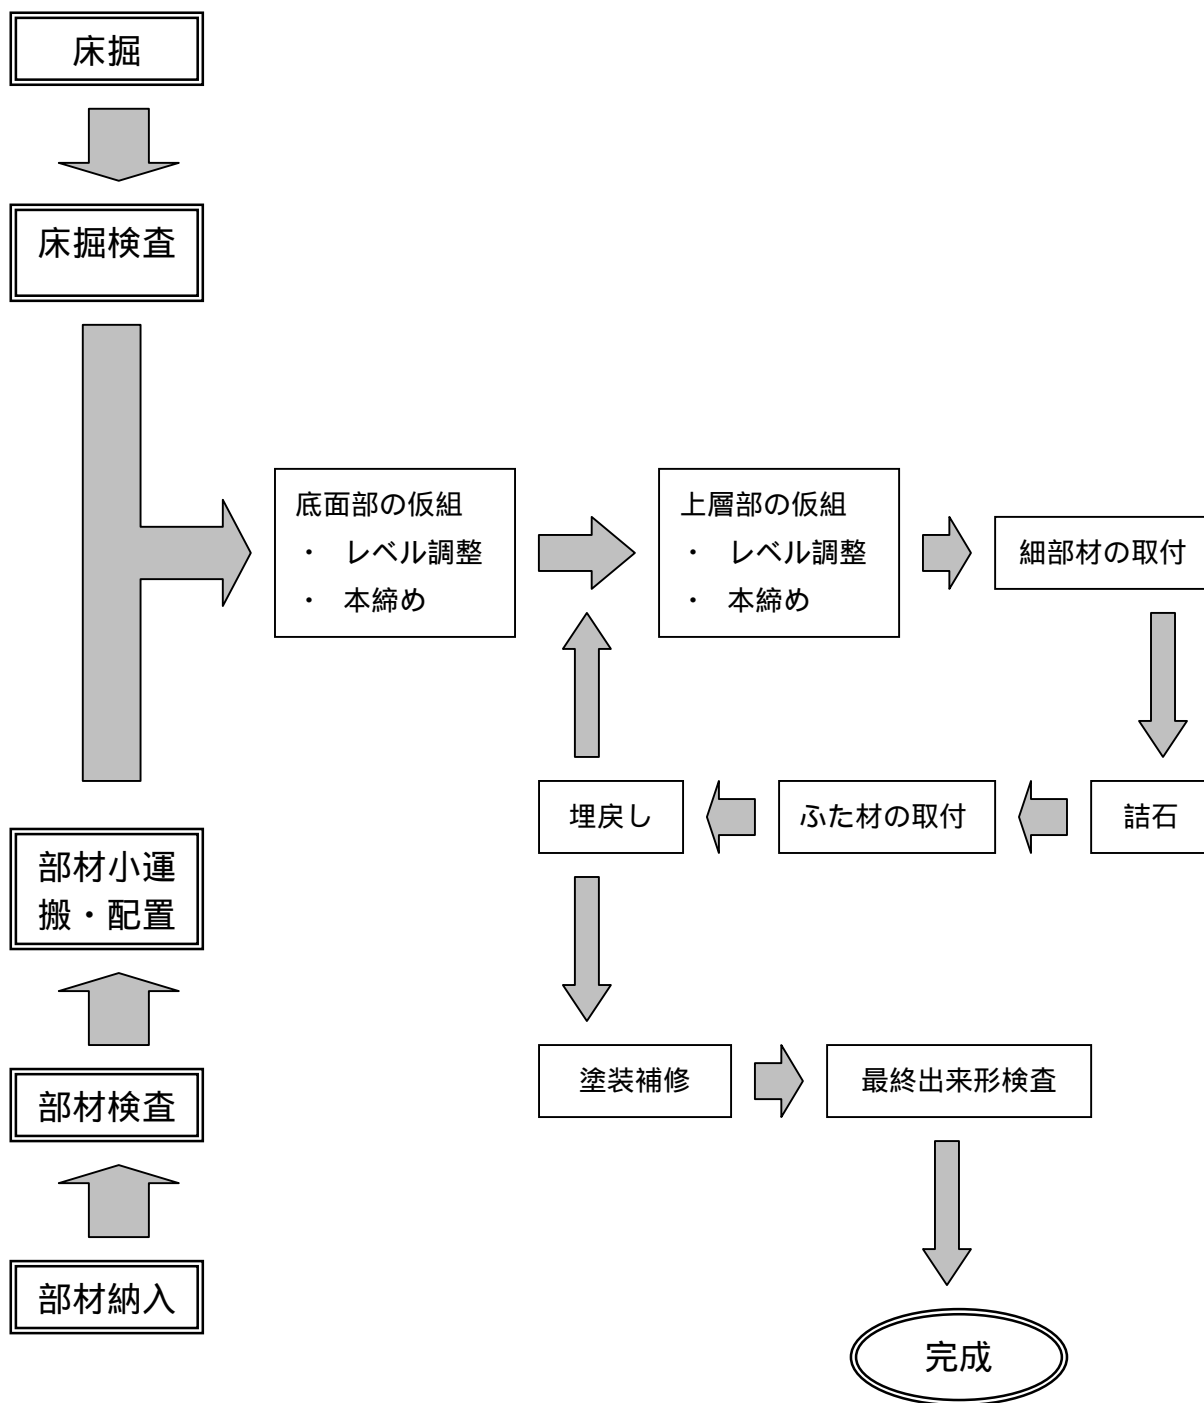 床掘
床掘検査
底面部の仮組
・ レベル調整
・ 本締め
上層部の仮組
・ レベル調整
・ 本締め
細部材の取付
埋戻し
ふた材の取付
詰石
部材小運
搬・配置
塗装補修
最終出来形検査
部材検査
部材納入
完成